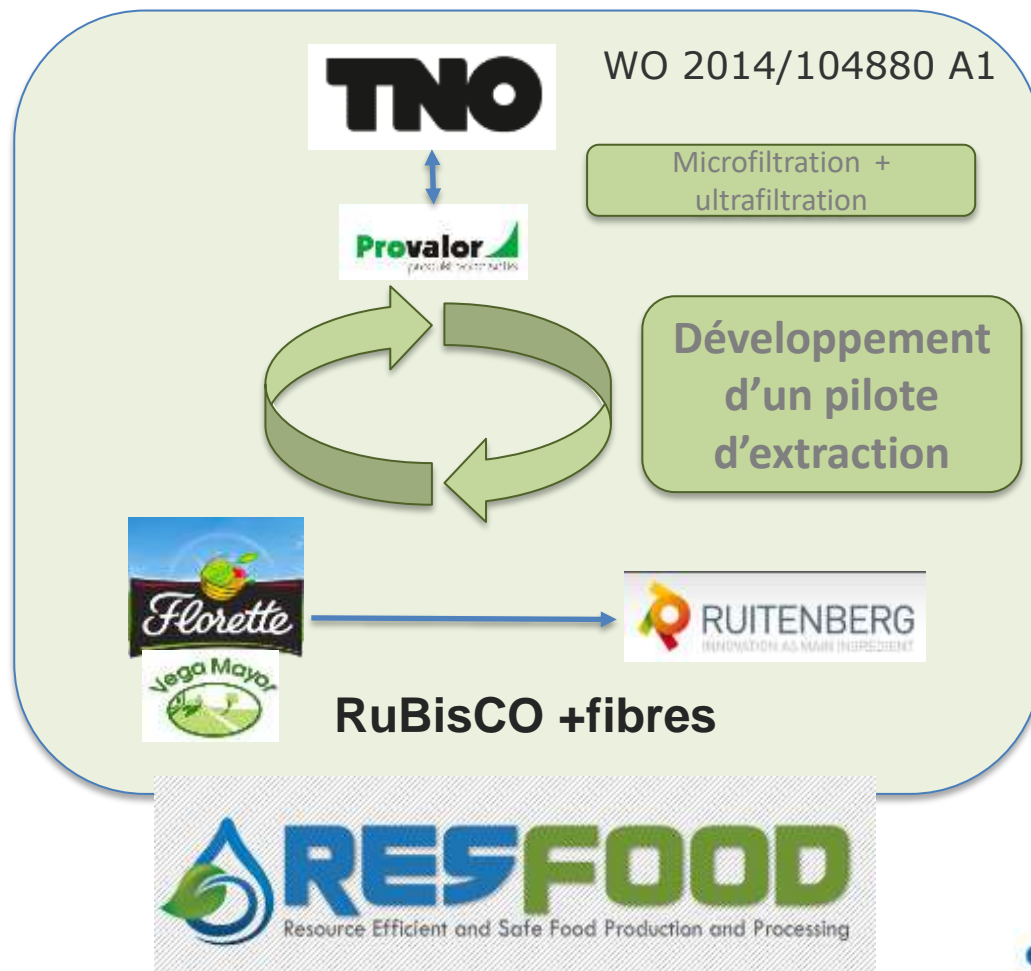 TNO
WO 2014/104880 A1
Microfiltration +
ultrafiltration
Provalor
Développement
d'un pilote
d'extraction
Florette
Vega Mayor
RUITENBERG
INNOVATION AS MAIN INGREDIENT
RuBisCO +fibres
RESFOOD
Resource Efficient and Safe Food Production and Processing